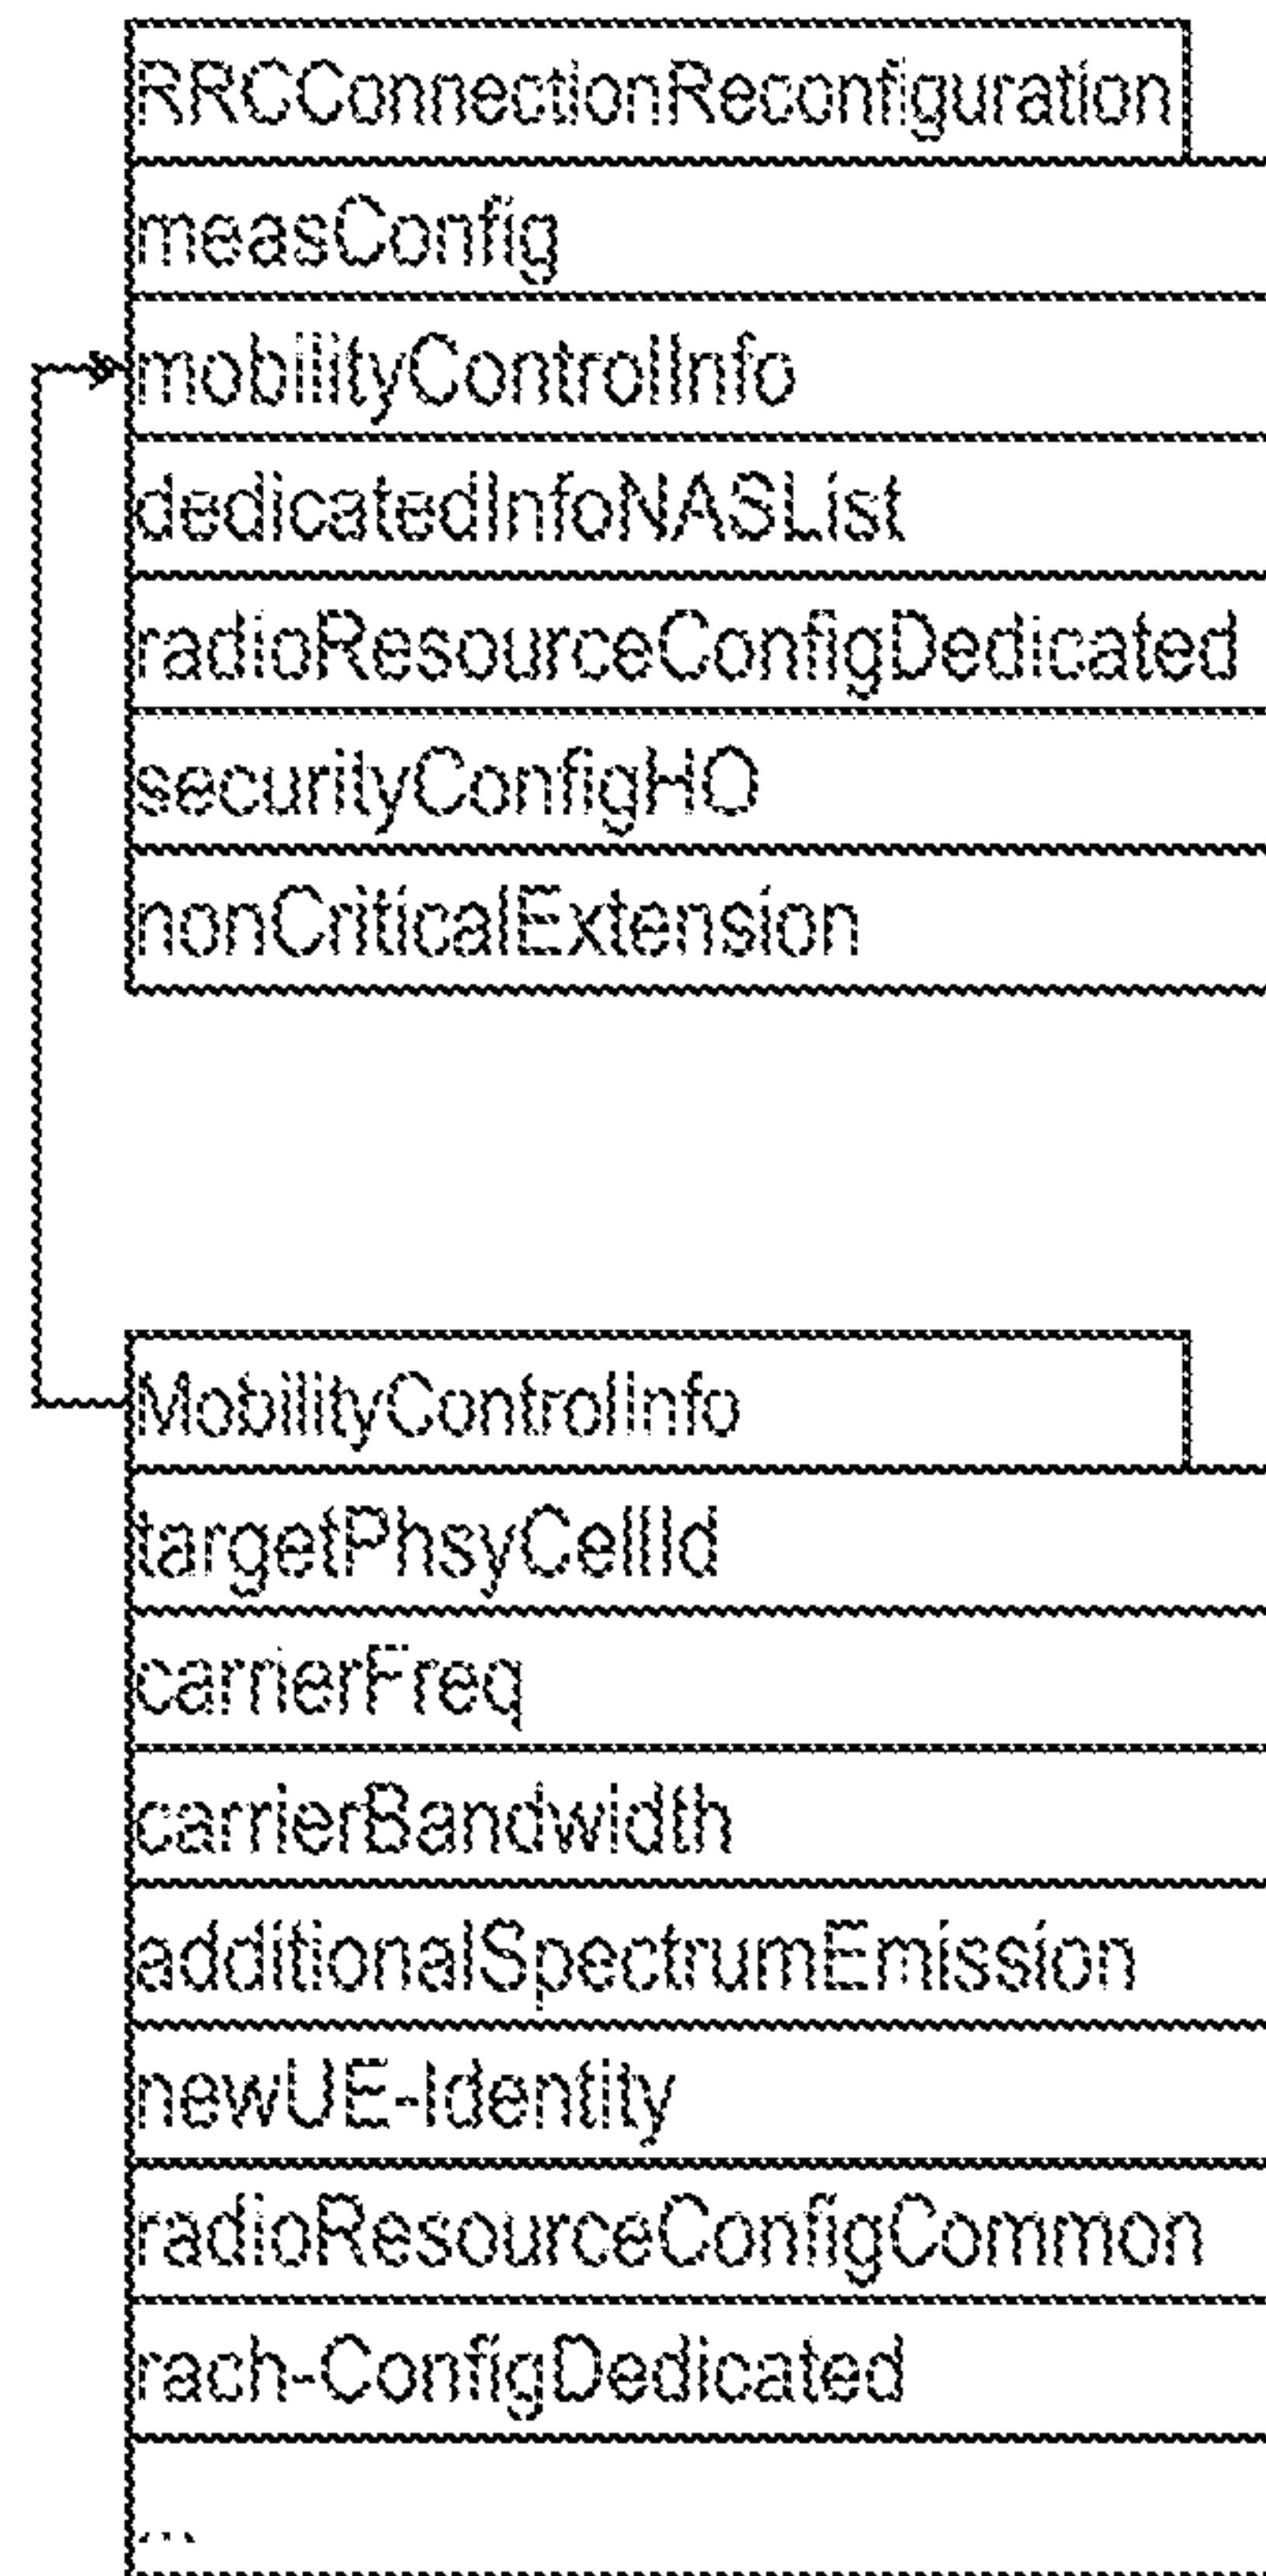 RRCConnectionReconfiguration
measConfig
mobilityControlInfo
dedicatedInfoNASList
radioResourceConfigDedicated
securityConfigHO
nonCriticalExtension
MobilityControlInfo
targetPhsyCellId
carrierFreq
carrierBandwidth
additionalSpectrumEmission
newUE-Identity
radioResourceConfigCommon
rach-ConfigDedicated
...